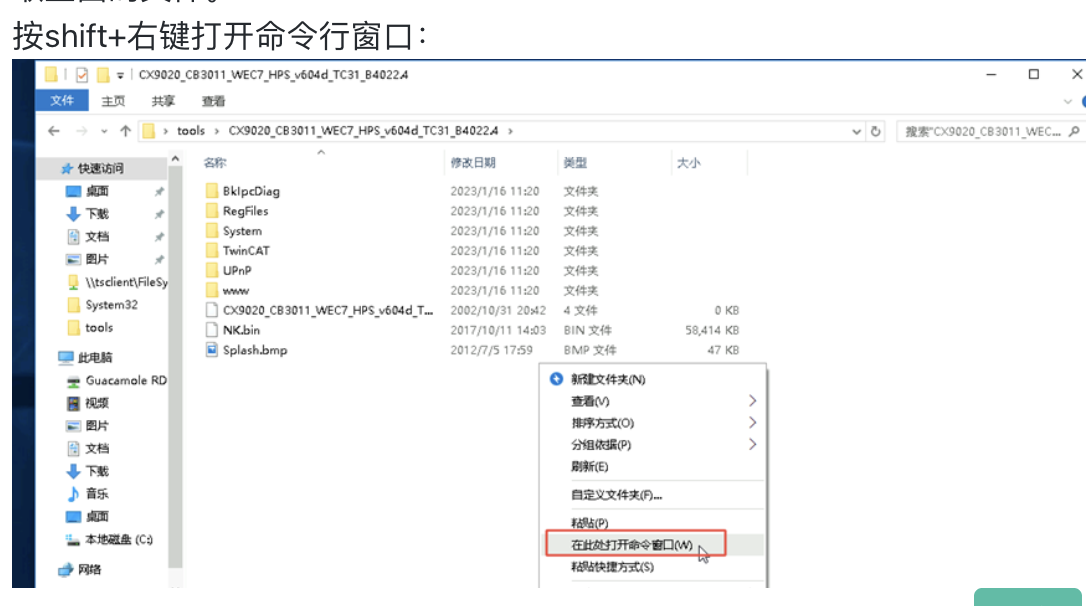 按shift+右键打开命令行窗口：
CX9020_CB3011_WEC7_HPS_v604d_TC31_B4022.4
文件 主页 共享 查看
tools › CX9020_CB3011_WEC7_HPS_v604d_TC31_B4022.4 ›
搜索"CX9020_CB3011_WEC...
名称 修改日期 类型 大小
快速访问
桌面
下载
文档
图片
\\tsclient\FileSy
System32
tools
此电脑
Guacamole RD
视频
图片
文档
下载
音乐
桌面
本地磁盘 (C:)
网络
BkIpcDiag 2023/1/16 11:20 文件夹
RegFiles 2023/1/16 11:20 文件夹
System 2023/1/16 11:20 文件夹
TwinCAT 2023/1/16 11:20 文件夹
UPnP 2023/1/16 11:20 文件夹
www 2023/1/16 11:20 文件夹
CX9020_CB3011_WEC7_HPS_v604d_T... 2002/10/31 20:42 4 文件 0 KB
NK.bin 2017/10/11 14:03 BIN 文件 58,414 KB
Splash.bmp 2012/7/5 17:59 BMP 文件 47 KB
新建文件夹(N)
查看(V)
排序方式(O)
分组依据(P)
刷新(E)
自定义文件夹(F)...
粘贴(P)
在此处打开命令窗口(W)
粘贴快捷方式(S)